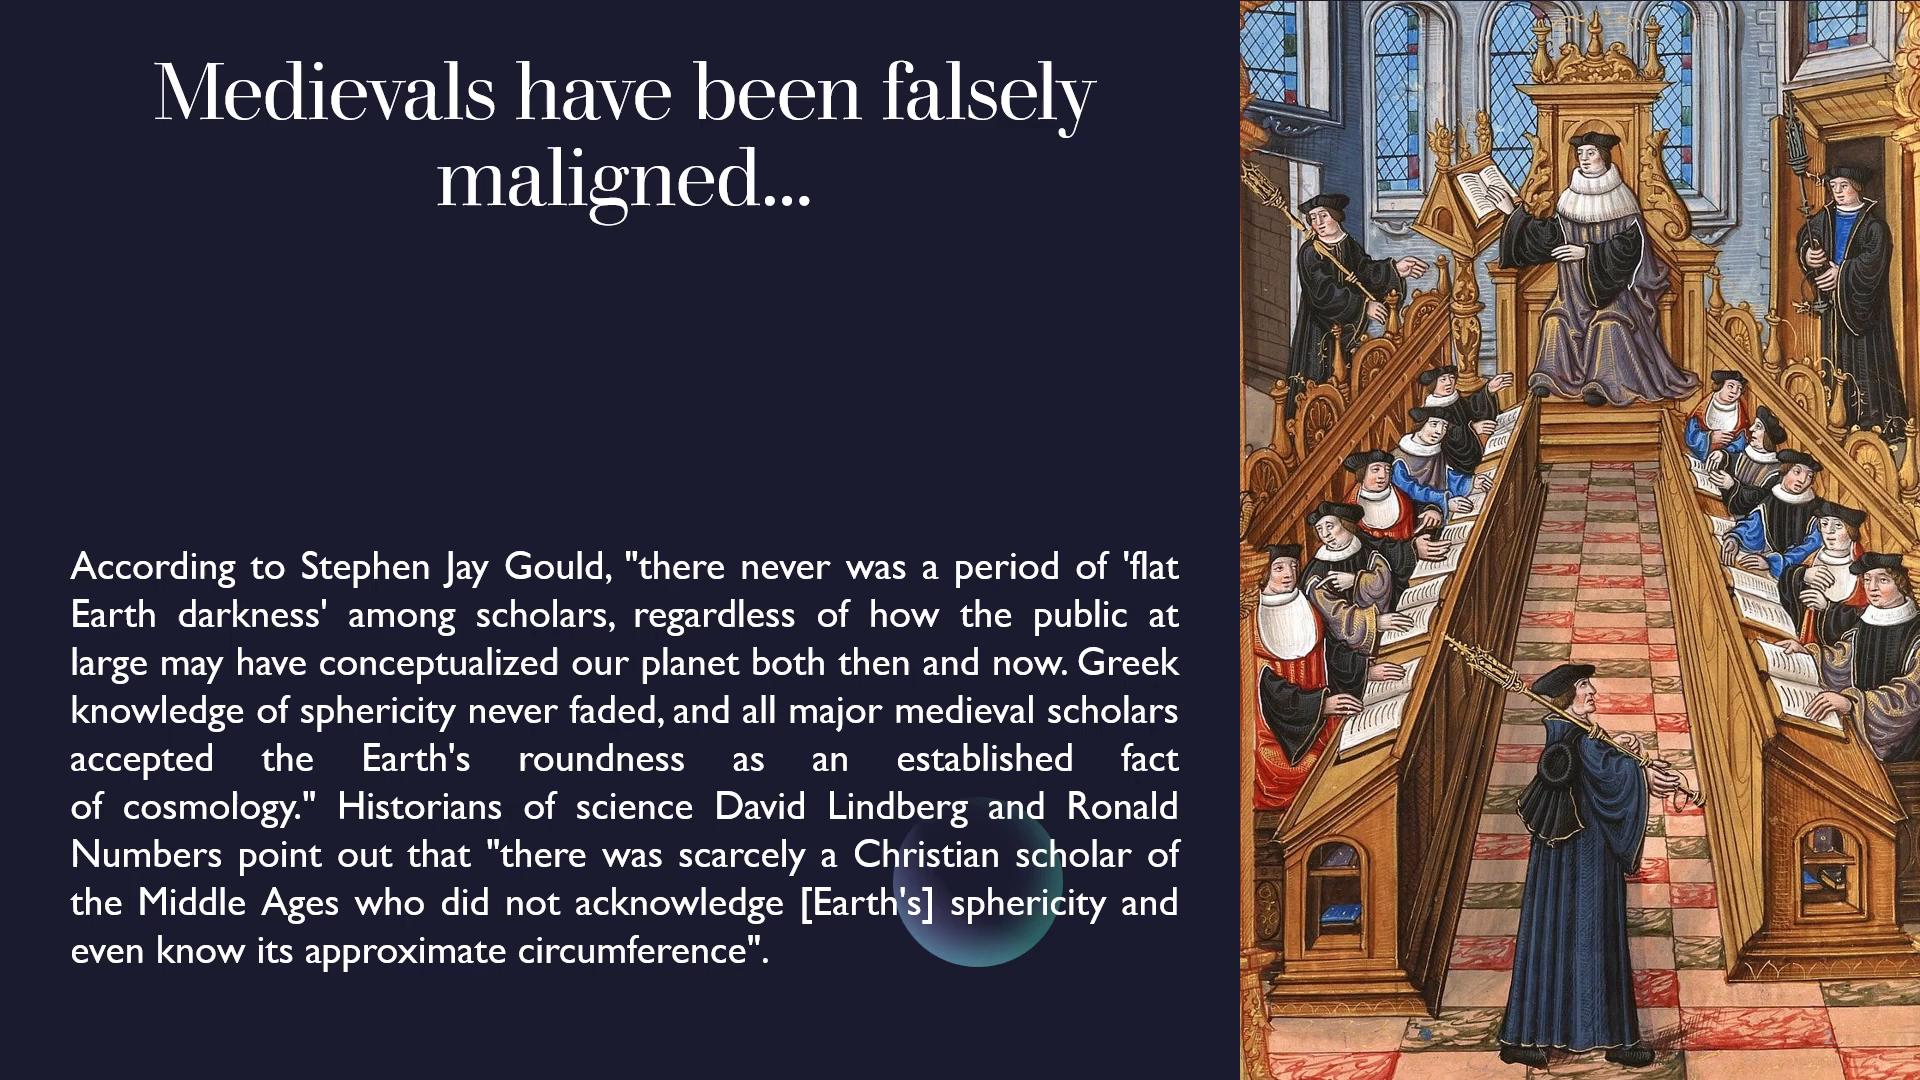 Medievals have been falsely
maligned...
According to Stephen Jay Gould, "there never was a period of 'flat
Earth darkness' among scholars, regardless of how the public at
large may have conceptualized our planet both then and now. Greek
knowledge of sphericity never faded, and all major medieval scholars
accepted the Earth's roundness as an established fact
of cosmology." Historians of science David Lindberg and Ronald
Numbers point out that "there was scarcely a Christian scholar of
the Middle Ages who did not acknowledge [Earth's] sphericity and
even know its approximate circumference".